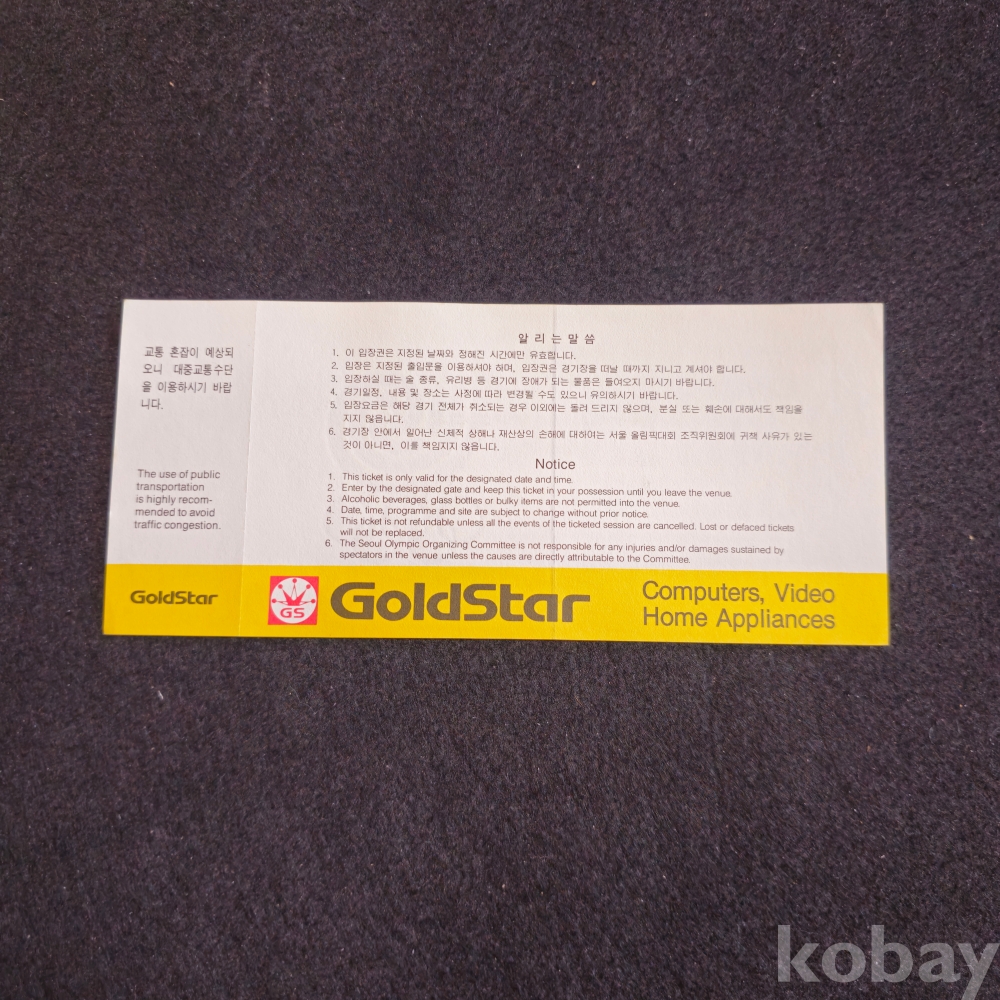 교통 혼잡이 예상되
오니 대중교통수단
을 이용하시기 바랍
니다.
The use of public
transportation
is highly recom-
mended to avoid
traffic congestion.
GoldStar
알 리 는 말 씀
1. 이 입장권은 지정된 날짜와 정해진 시간에만 유효합니다.
2. 입장은 지정된 출입문을 이용하셔야 하며, 입장권은 경기장을 떠날 때까지 지니고 계셔야 합니다.
3. 입장하실 때는 술 종류, 유리병 등 경기에 장애가 되는 물품은 들여오지 마시기 바랍니다.
4. 경기일정, 내용 및 장소는 사정에 따라 변경될 수도 있으니 유의하시기 바랍니다.
5. 입장요금은 해당 경기 전체가 취소되는 경우 이외에는 돌려 드리지 않으며, 분실 또는 훼손에 대해서도 책임을
지지 않읍니다.
6. 경기장 안에서 일어난 신체적 상해나 재산상의 손해에 대하여는 서울 올림픽대회 조직위원회에 귀책 사유가 있는
것이 아니면, 이를 책임지지 않읍니다.
Notice
1. This ticket is only valid for the designated date and time.
2. Enter by the designated gate and keep this ticket in your possession until you leave the venue.
3. Alcoholic beverages, glass bottles or bulky items are not permitted into the venue.
4. Date, time, programme and site are subject to change without prior notice.
5. This ticket is not refundable unless all the events of the ticketed session are cancelled. Lost or defaced tickets
will not be replaced.
6. The Seoul Olympic Organizing Committee is not responsible for any injuries and/or damages sustained by
spectators in the venue unless the causes are directly attributable to the Committee.
GS
GoldStar
Computers, Video
Home Appliances
kobay